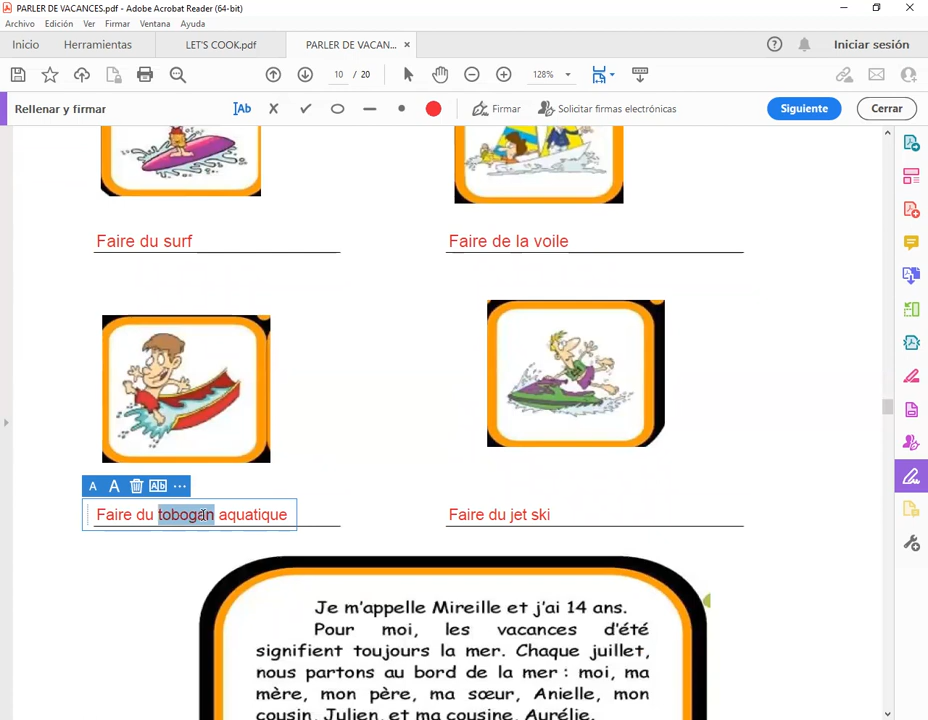 PARLER DE VACANCES.pdf - Adobe Acrobat Reader (64-bit)
Archivo Edición Ver Firmar Ventana Ayuda
Inicio Herramientas LET'S COOK.pdf PARLER DE VACAN... × Iniciar sesión
10 / 20 128%
Rellenar y firmar Ab Firmar Solicitar firmas electrónicas Siguiente Cerrar
Faire du surf Faire de la voile
A A Ab ...
Faire du tobogan aquatique Faire du jet ski
Je m'appelle Mireille et j'ai 14 ans.
Pour moi, les vacances d'été
signifient toujours la mer. Chaque juillet,
nous partons au bord de la mer : moi, ma
mère, mon père, ma sœur, Anielle, mon
cousin, Julien, et ma cousine, Aurélie.